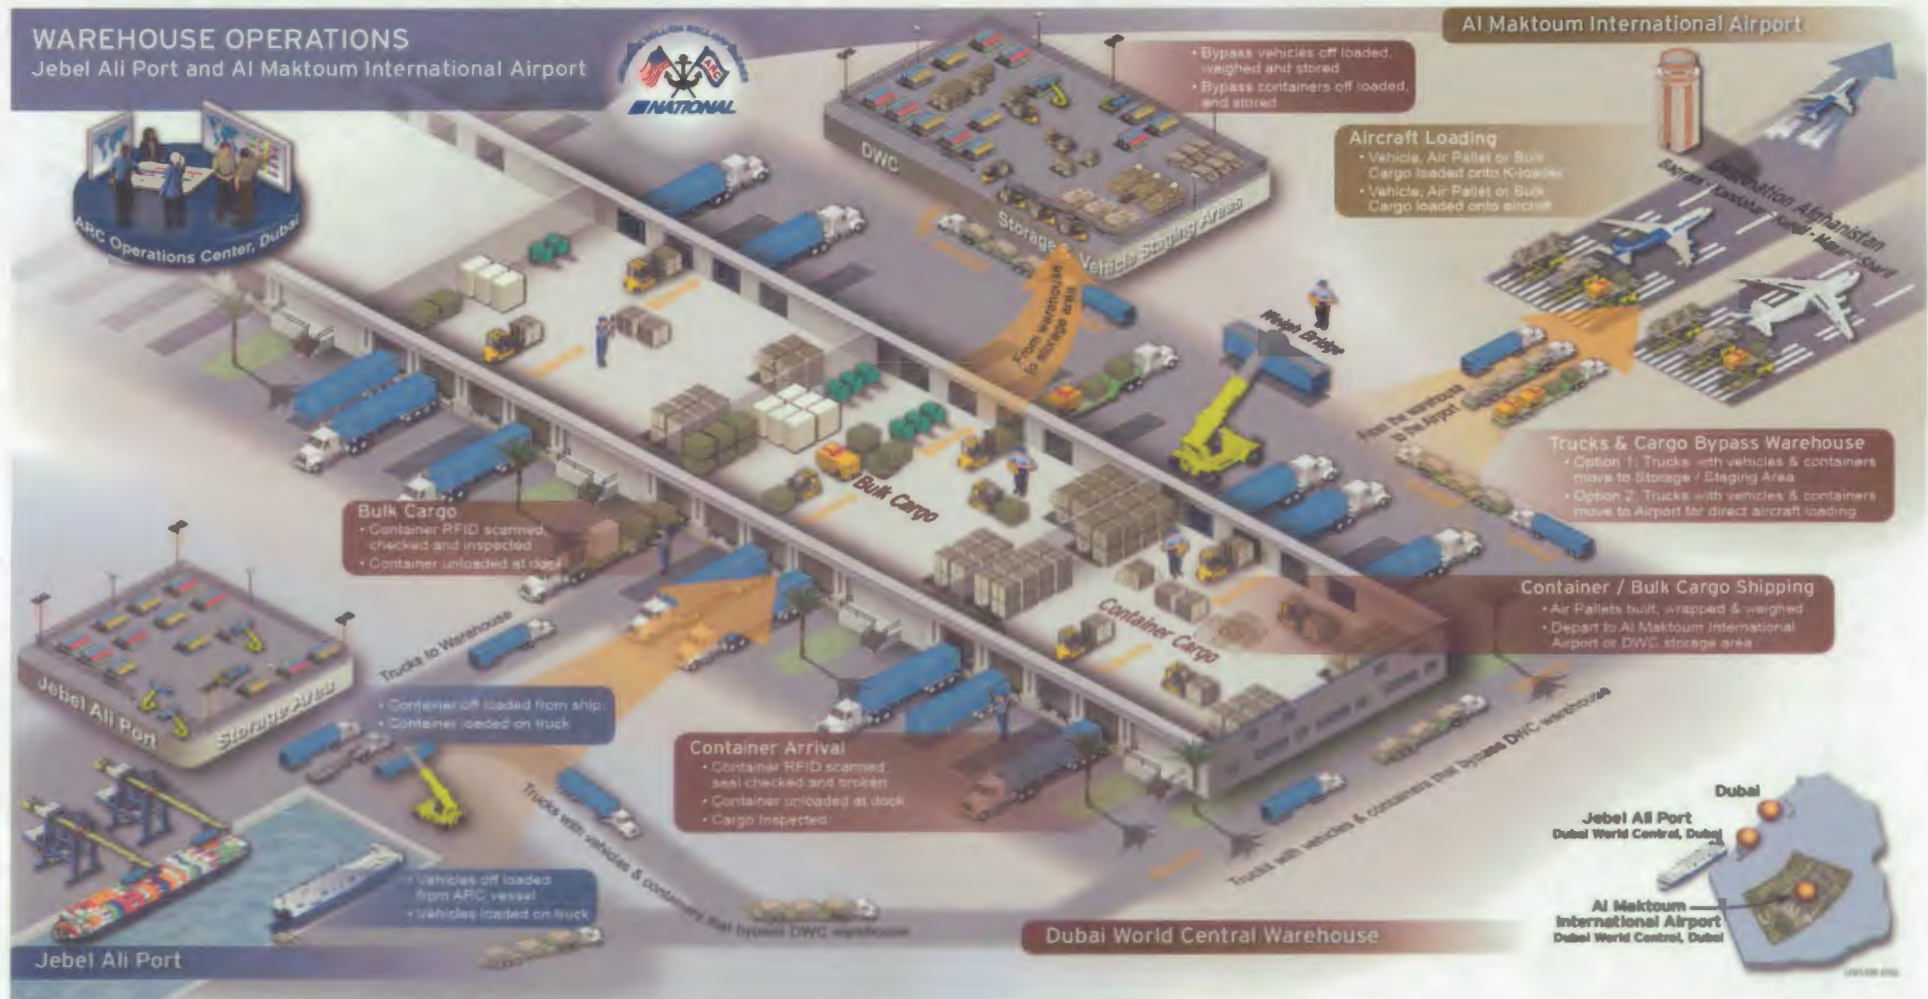 WAREHOUSE OPERATIONS
Jebel Ali Port and Al Maktoum International Airport
ARC
NATIONAL
ARC Operations Center, Dubai
• Bypass vehicles off loaded,
weighed and stored
• Bypass containers off loaded,
and stored
DWC
Storage &
Vehicle Staging Areas
Al Maktoum International Airport
Aircraft Loading
• Vehicle, Air Pallet or Bulk
Cargo loaded onto K-loader
• Vehicle, Air Pallet or Bulk
Cargo loaded onto aircraft
Destination Afghanistan
Bagram - Kandahar -
From warehouse
to storage area
Weigh Bridge
From the warehouse
to the Airport
Trucks & Cargo Bypass Warehouse
• Option 1: Trucks with vehicles & containers
move to Storage / Staging Area
• Option 2: Trucks with vehicles & containers
move to Airport for direct aircraft loading
Bulk Cargo
Bulk Cargo
• Container RFID scanned,
checked and inspected
• Container unloaded at dock
Container / Bulk Cargo Shipping
• Air Pallets built, wrapped & weighed
• Depart to Al Maktoum International
Airport or DWC storage area
Container Cargo
Trucks to Warehouse
Jebel Ali Port
Storage Area
• Container off loaded from ship
• Container loaded on truck
Container Arrival
• Container RFID scanned
seal checked and broken
• Container unloaded at dock
• Cargo Inspected
Trucks with vehicles & containers that bypass DWC warehouse
Trucks with vehicles & containers that bypass DWC warehouse
• Vehicles off loaded
from ARC vessel
• Vehicles loaded on truck
Jebel Ali Port
Dubai World Central Warehouse
Dubai
Jebel Ali Port
Dubai World Central, Dubai
Al Maktoum
International Airport
Dubai World Central, Dubai